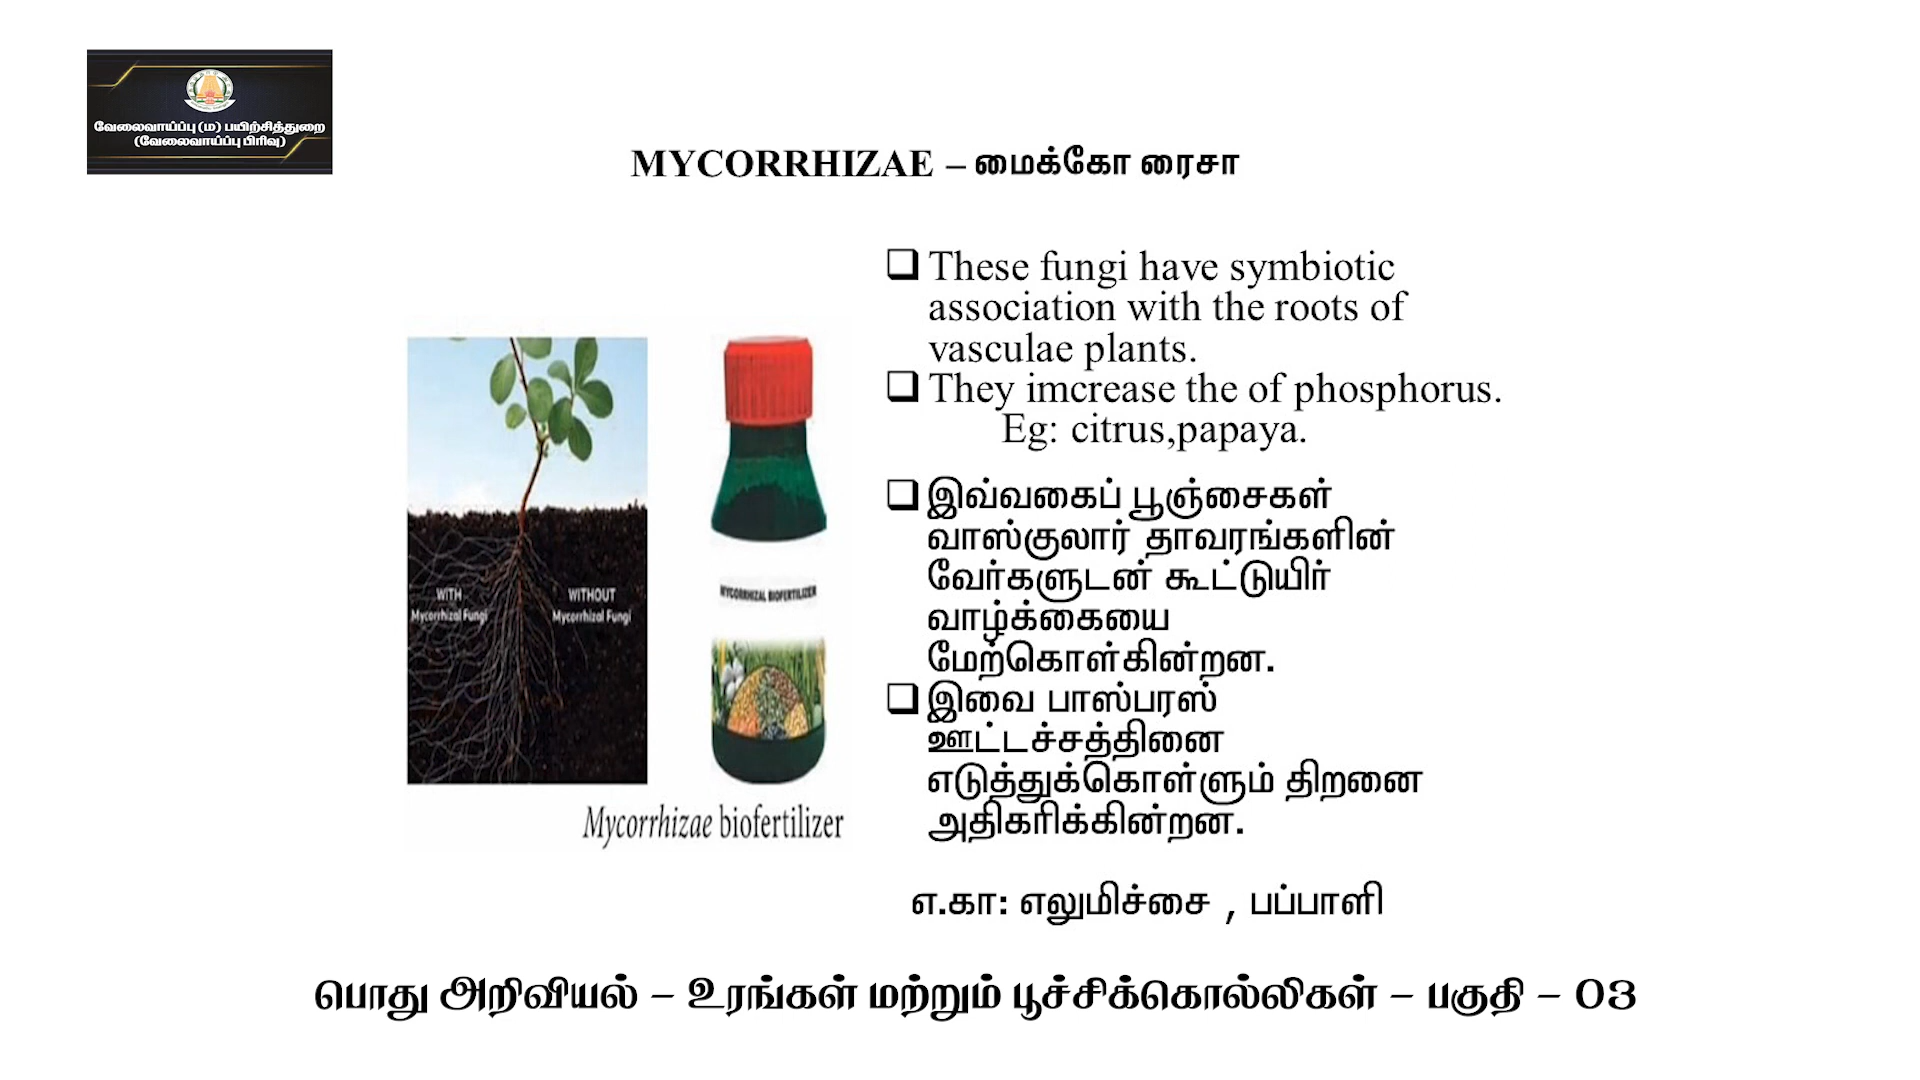 வேலைவாய்ப்பு (ம) பயிற்சித்துறை
(வேலைவாய்ப்பு பிரிவு)
MYCORRHIZAE – மைக்கோ ரைசா
These fungi have symbiotic
association with the roots of
vasculae plants.
They imcrease the of phosphorus.
Eg: citrus,papaya.
WITH
Mycorrhizal Fungi
WITHOUT
Mycorrhizal Fungi
MYCORRHIZAL BIOFERTILIZER
Mycorrhizae biofertilizer
இவ்வகைப் பூஞ்சைகள்
வாஸ்குலார் தாவரங்களின்
வேர்களுடன் கூட்டுயிர்
வாழ்க்கையை
மேற்கொள்கின்றன.
இவை பாஸ்பரஸ்
ஊட்டச்சத்தினை
எடுத்துக்கொள்ளும் திறனை
அதிகரிக்கின்றன.
எ.கா: எலுமிச்சை , பப்பாளி
பொது அறிவியல் – உரங்கள் மற்றும் பூச்சிக்கொல்லிகள் – பகுதி – 03